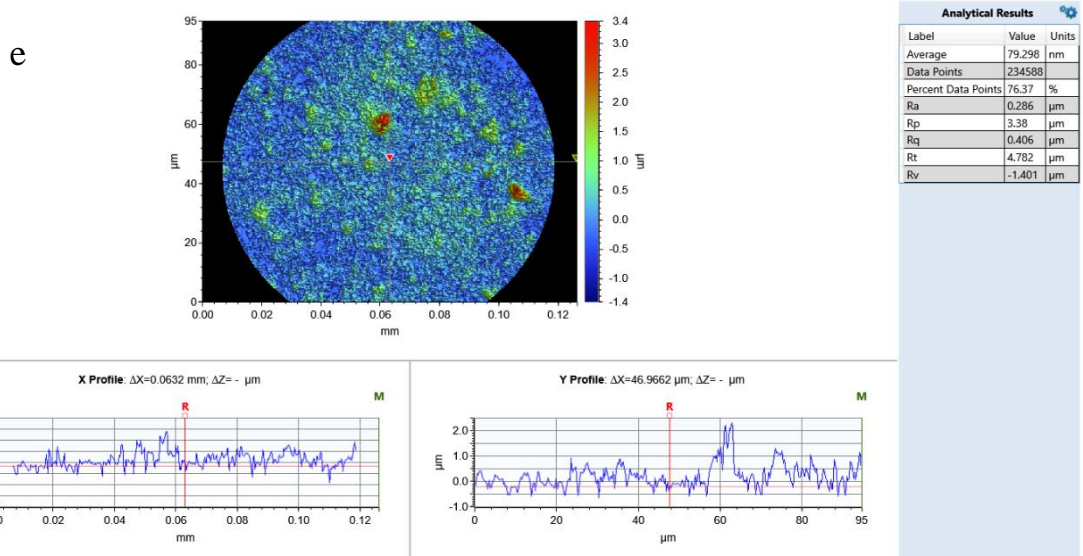 e
95
80
60
40
20
0
µm
0.00 0.02 0.04 0.06 0.08 0.10 0.12
mm
3.4
3.0
2.5
2.0
1.5
1.0
0.5
0.0
-0.5
-1.0
-1.4
µm
Analytical Results
Label Value Units
Average 79.298 nm
Data Points 234588
Percent Data Points 76.37 %
Ra 0.286 µm
Rp 3.38 µm
Rq 0.406 µm
Rt 4.782 µm
Rv -1.401 µm
X Profile: ΔX=0.0632 mm; ΔZ= - µm
M
R
0.02 0.04 0.06 0.08 0.10 0.12
mm
Y Profile: ΔX=46.9662 µm; ΔZ= - µm
M
R
2.0
1.0
0.0
-1.0
µm
0 20 40 60 80 95
µm